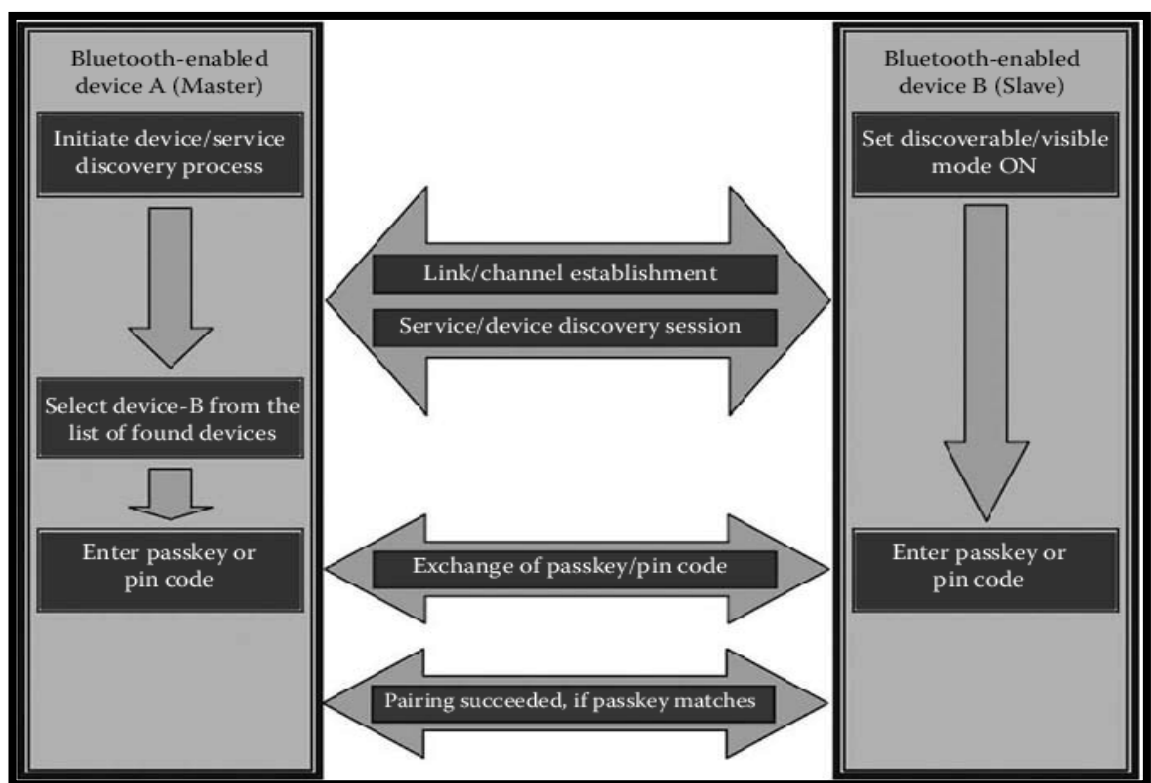 Bluetooth-enabled
device A (Master)
Initiate device/service
discovery process
Select device-B from the
list of found devices
Enter passkey or
pin code
Link/channel establishment
Service/device discovery session
Exchange of passkey/pin code
Pairing succeeded, if passkey matches
Bluetooth-enabled
device B (Slave)
Set discoverable/visible
mode ON
Enter passkey or
pin code